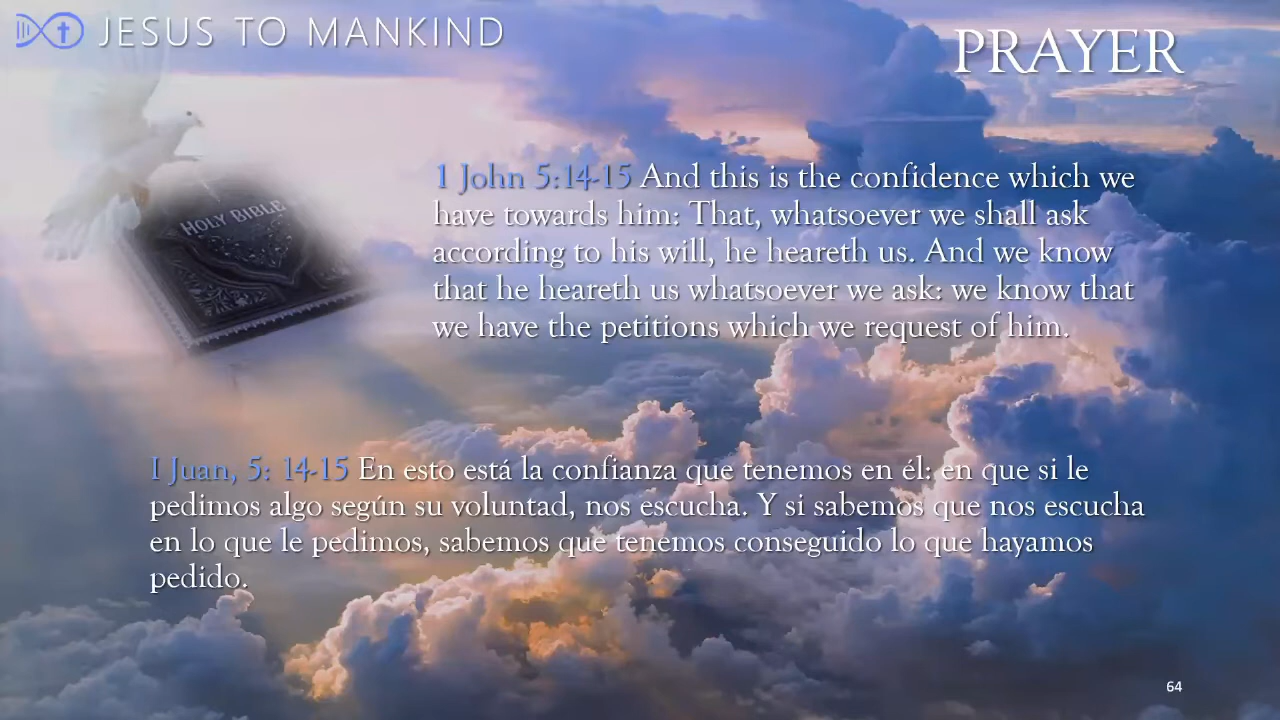 JESUS TO MANKIND
PRAYER
HOLY BIBLE
1 John 5:14-15 And this is the confidence which we
have towards him: That, whatsoever we shall ask
according to his will, he heareth us. And we know
that he heareth us whatsoever we ask: we know that
we have the petitions which we request of him.
I Juan, 5: 14-15 En esto está la confianza que tenemos en él: en que si le
pedimos algo según su voluntad, nos escucha. Y si sabemos que nos escucha
en lo que le pedimos, sabemos que tenemos conseguido lo que hayamos
pedido.
64